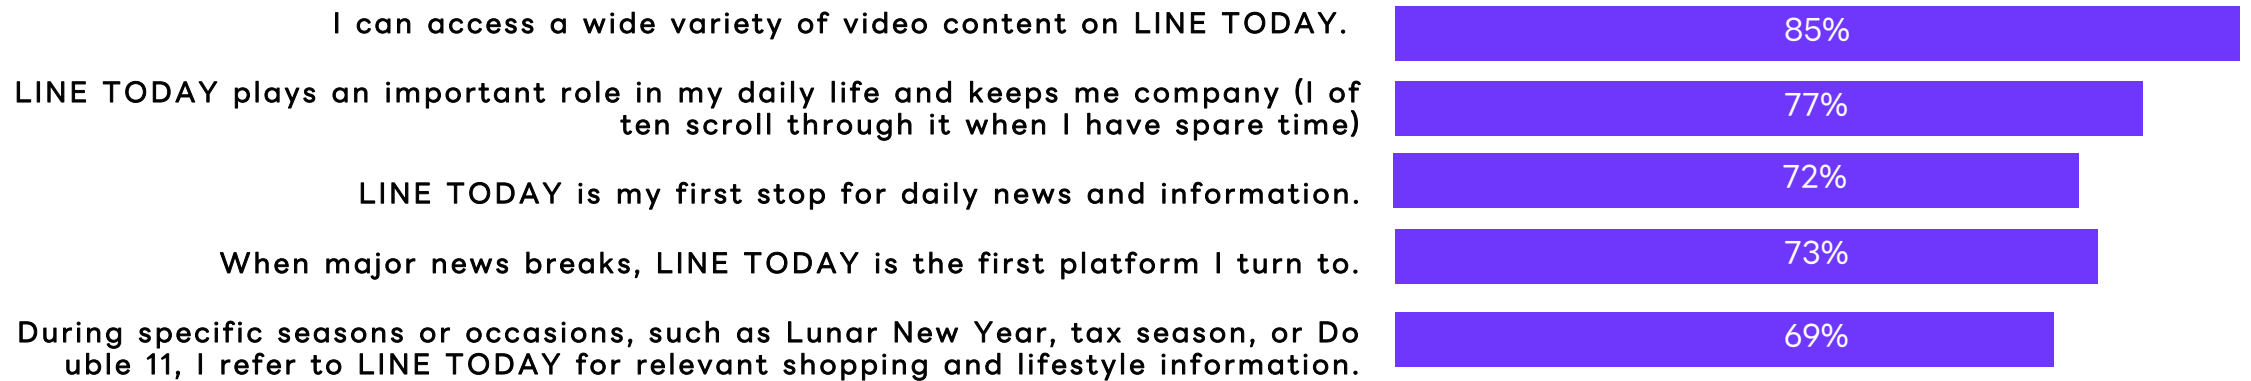 I can access a wide variety of video content on LINE TODAY.
85%
LINE TODAY plays an important role in my daily life and keeps me company (I of
ten scroll through it when I have spare time)
77%
LINE TODAY is my first stop for daily news and information.
72%
When major news breaks, LINE TODAY is the first platform I turn to.
73%
During specific seasons or occasions, such as Lunar New Year, tax season, or Do
uble 11, I refer to LINE TODAY for relevant shopping and lifestyle information.
69%